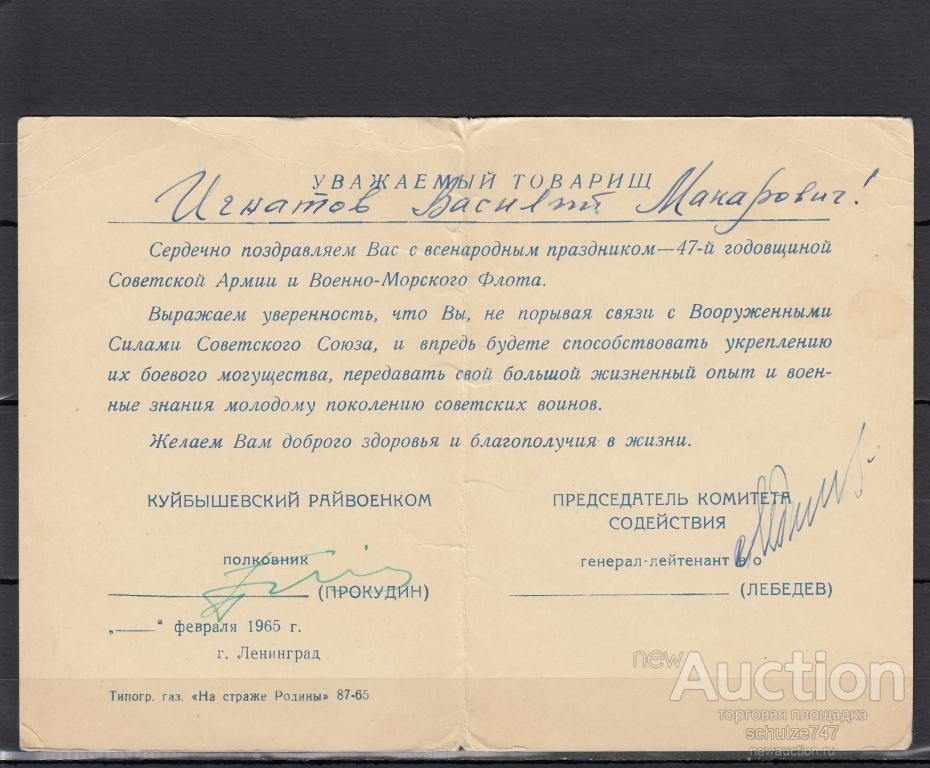 УВАЖАЕМЫЙ ТОВАРИЩ
Игнатов Василий Макарович!
Сердечно поздравляем Вас с всенародным праздником—47-й годовщиной
Советской Армии и Военно-Морского Флота.
Выражаем уверенность, что Вы, не порывая связи с Вооруженными
Силами Советского Союза, и впредь будете способствовать укреплению
их боевого могущества, передавать свой большой жизненный опыт и воен-
ные знания молодому поколению советских воинов.
Желаем Вам доброго здоровья и благополучия в жизни.
КУЙБЫШЕВСКИЙ РАЙВОЕНКОМ
полковник
(ПРОКУДИН)
„—“ февраля 1965 г.
г. Ленинград
ПРЕДСЕДАТЕЛЬ КОМИТЕТА
СОДЕЙСТВИЯ
генерал-лейтенант в/о
(ЛЕБЕДЕВ)
Типогр. газ. «На страже Родины» 87-65
newAuction
торговая площадка
schulze747
newauction.ru